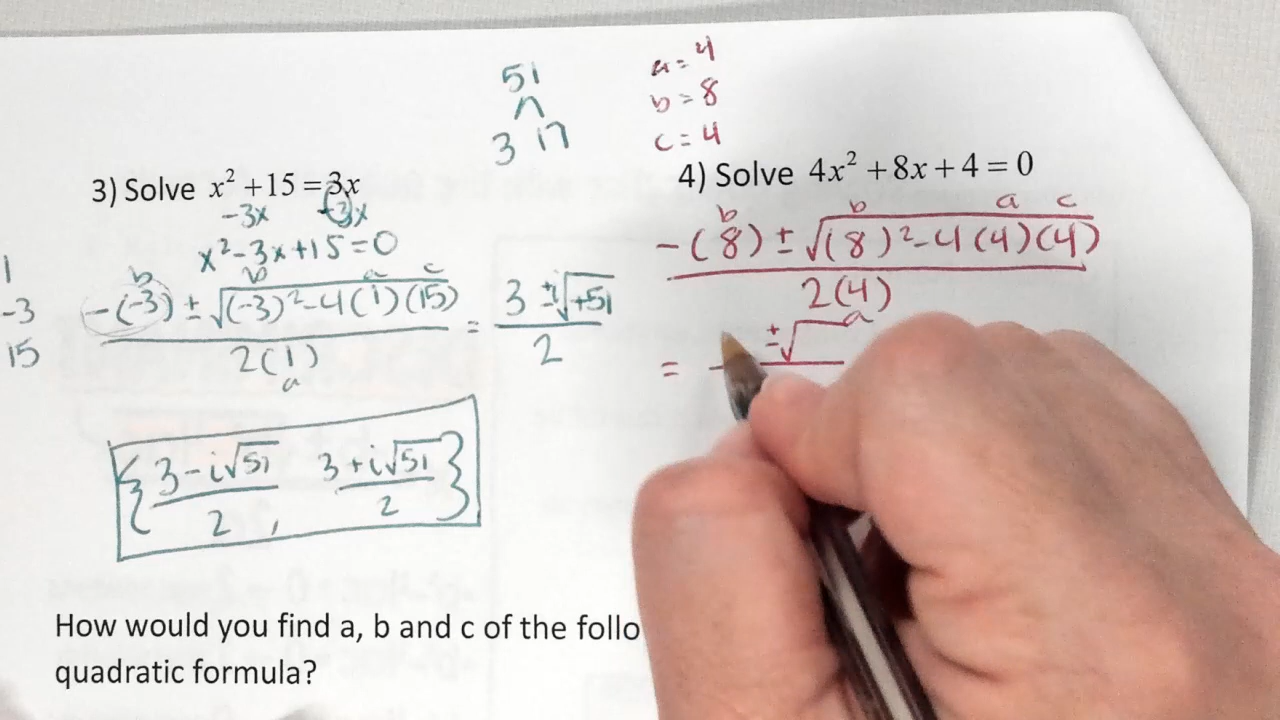 51
∧
3 17
a = 4
b = 8
c = 4
3) Solve x² + 15 = 3x
-3x -3x
x² - 3x + 15 = 0
1
-3
15
b b a c
-(-3) ± √(-3)² - 4(1)(15)
2(1)
a
= 3 ± i√+51
2
{3 - i√51
2 , 3 + i√51
2}
4) Solve 4x² + 8x + 4 = 0
b b a c
-(8) ± √(8)² - 4(4)(4)
2(4)
a
= ± √
How would you find a, b and c of the follo
quadratic formula?